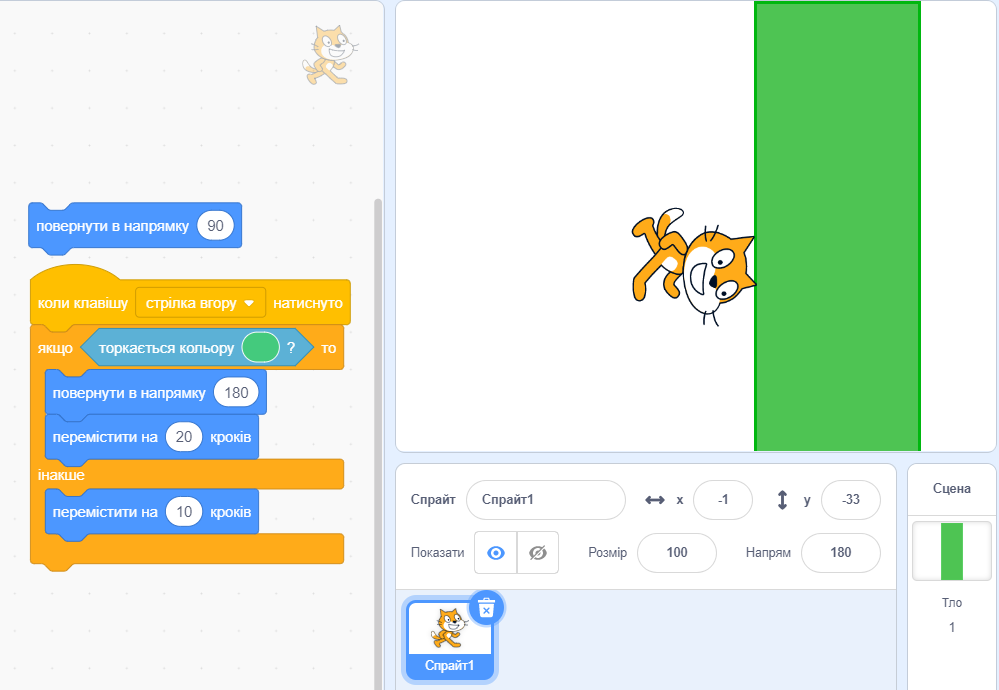 повернути в напрямку 90
коли клавішу стрілка вгору натиснуто
якщо торкається кольору ? то
повернути в напрямку 180
перемістити на 20 кроків
інакше
перемістити на 10 кроків
Спрайт Спрайт1 x -1 y -33
Показати Розмір 100 Напрям 180
Спрайт1
Сцена
Тло
1